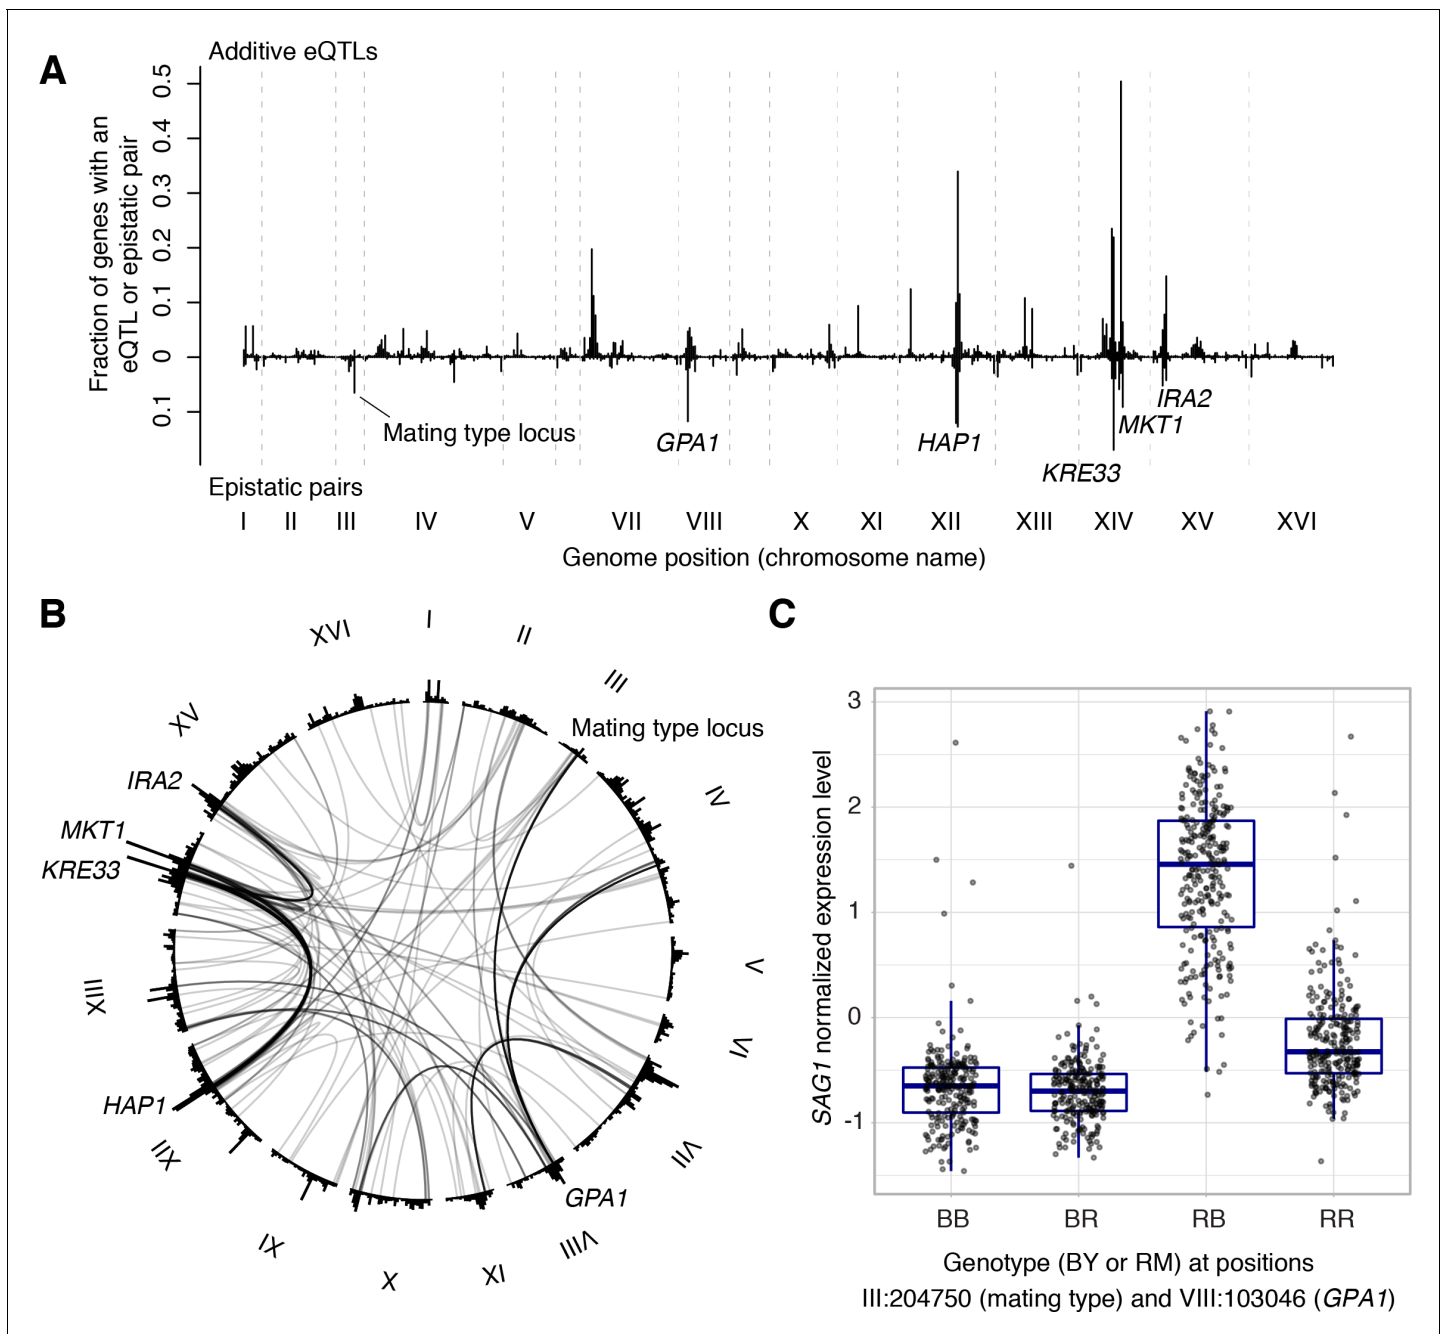 A
Additive eQTLs
Fraction of genes with an
eQTL or epistatic pair
0.5
0.4
0.3
0.2
0.1
0
0.1
Mating type locus
GPA1
HAP1
KRE33
MKT1
IRA2
Epistatic pairs
I II III IV V VII VIII X XI XII XIII XIV XV XVI
Genome position (chromosome name)
B
I
II
III
Mating type locus
IV
V
VI
VII
GPA1
VIII
XI
X
IX
XII
HAP1
XIII
KRE33
MKT1
IRA2
XV
XVI
C
SAG1 normalized expression level
3
2
1
0
-1
BB BR RB RR
Genotype (BY or RM) at positions
III:204750 (mating type) and VIII:103046 (GPA1)